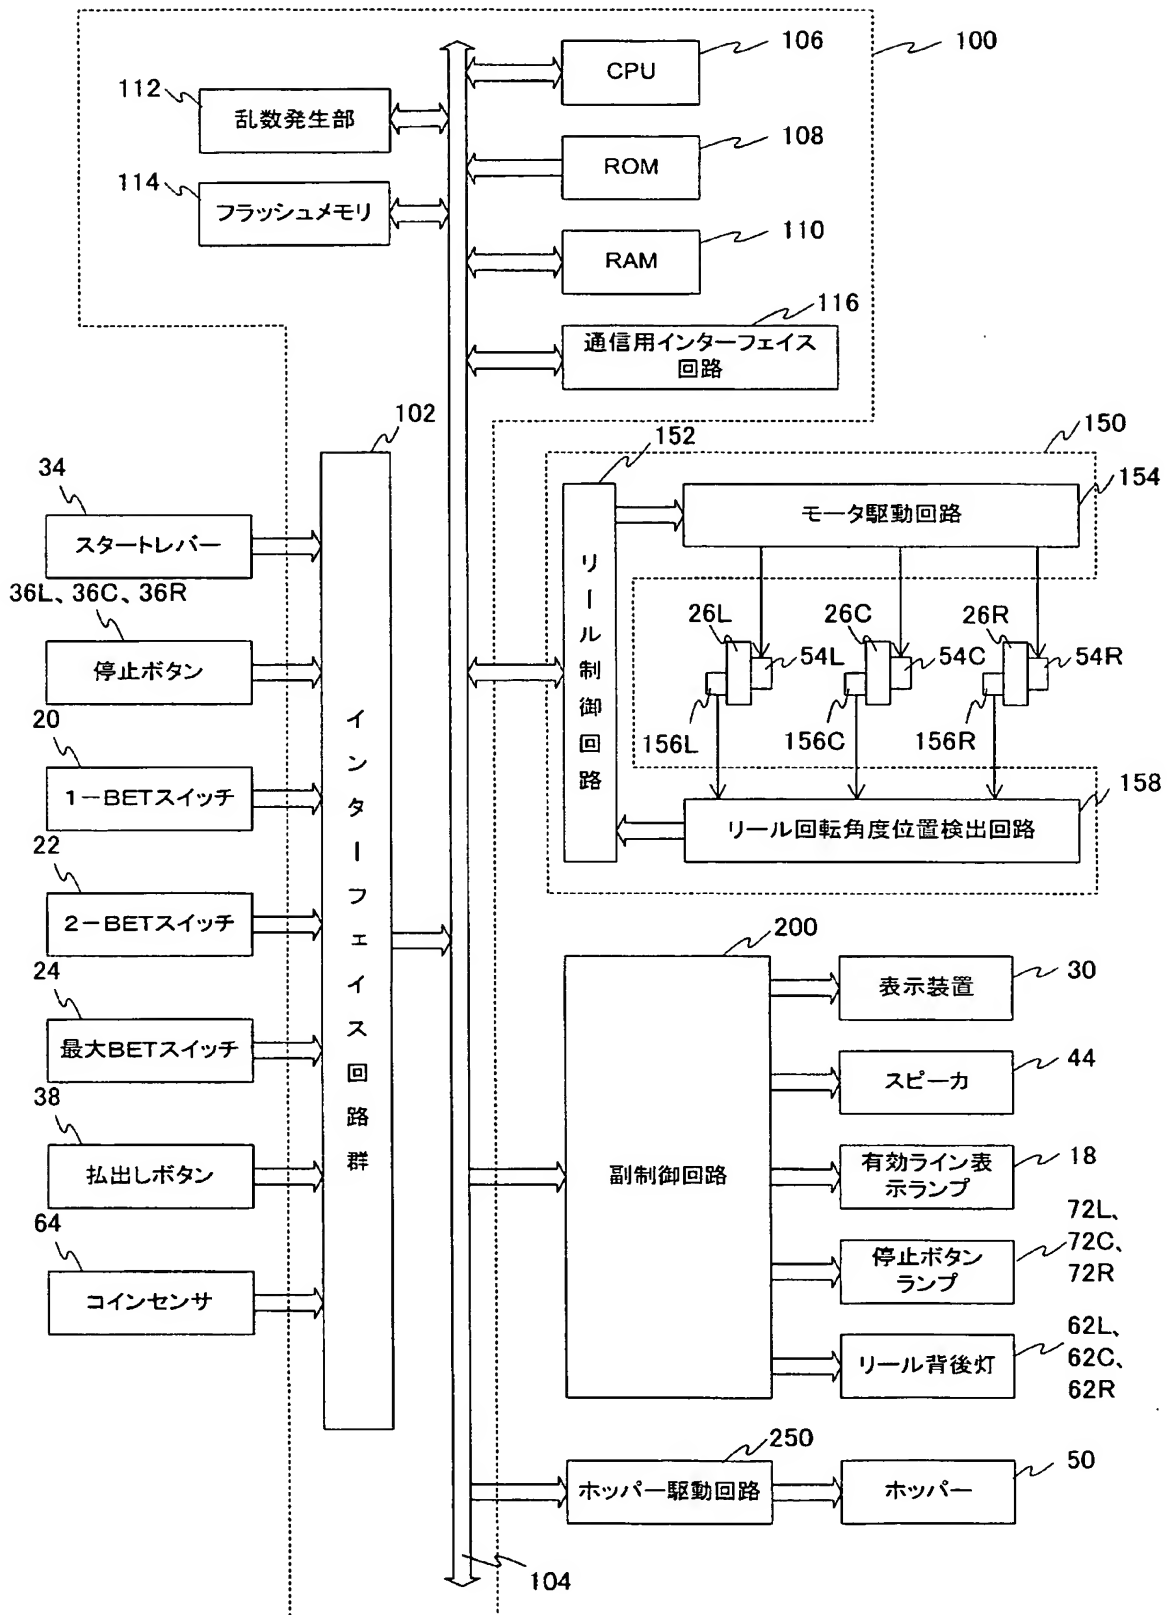 106
100
CPU
112
乱数発生部
108
ROM
114
フラッシュメモリ
110
RAM
116
通信用インターフェイス
回路
102
152
150
34
154
スタートレバー
モータ駆動回路
36L、36C、36R
停止ボタン
リール制御回路
26L
26C
26R
54L
54C
54R
156L
156C
156R
20
1－BETスイッチ
158
リール回転角度位置検出回路
インターフェイス回路群
22
2－BETスイッチ
200
24
30
表示装置
最大BETスイッチ
44
スピーカ
38
払出しボタン
副制御回路
有効ライン表
示ランプ
18
64
コインセンサ
停止ボタン
ランプ
72L、
72C、
72R
リール背後灯
62L、
62C、
62R
250
50
ホッパー駆動回路
ホッパー
104